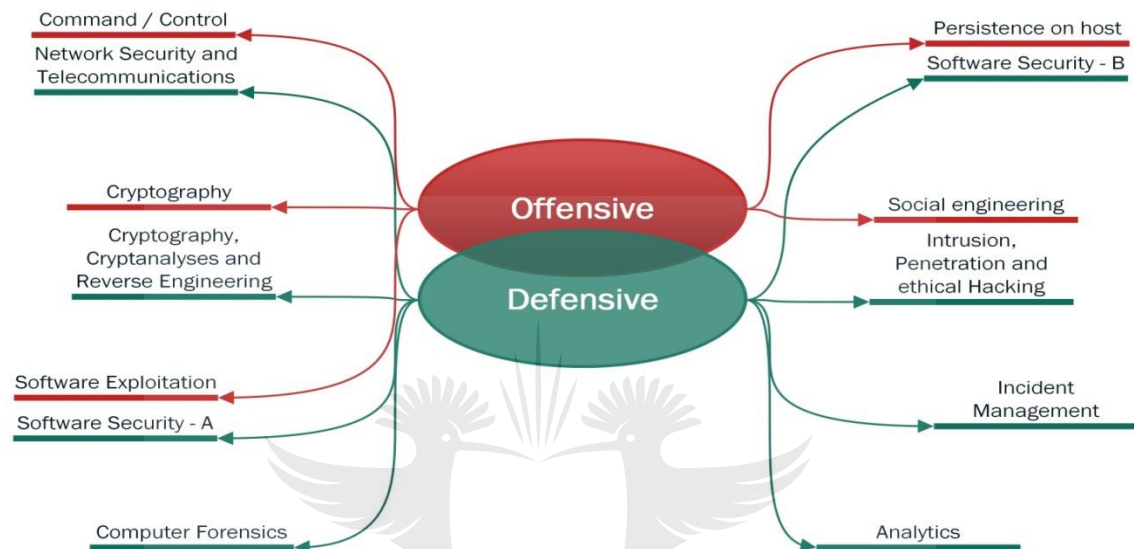 Command / Control
Network Security and
Telecommunications
Cryptography
Cryptography,
Cryptanalyses and
Reverse Engineering
Software Exploitation
Software Security - A
Computer Forensics
Offensive
Defensive
Persistence on host
Software Security - B
Social engineering
Intrusion,
Penetration and
ethical Hacking
Incident
Management
Analytics